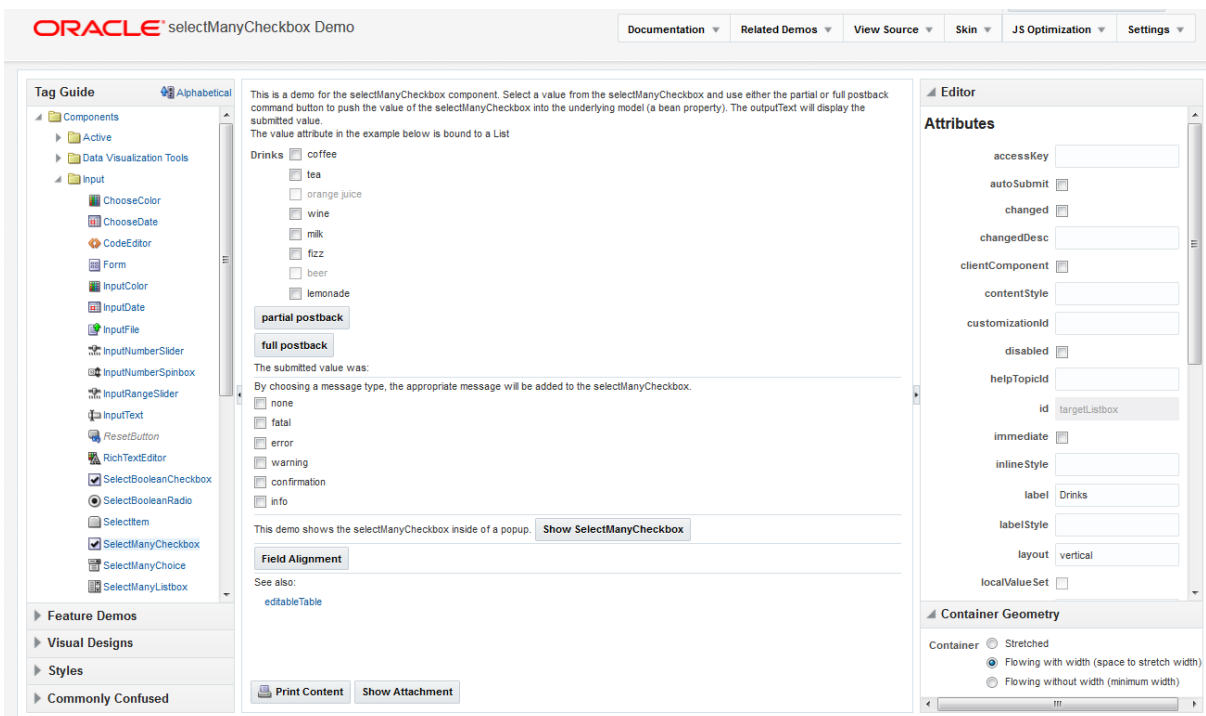 ORACLE® selectManyCheckbox Demo
Documentation
Related Demos
View Source
Skin
JS Optimization
Settings
Tag Guide
Alphabetical
Components
Active
Data Visualization Tools
Input
ChooseColor
ChooseDate
CodeEditor
Form
InputColor
InputDate
InputFile
InputNumberSlider
InputNumberSpinbox
InputRangeSlider
InputText
ResetButton
RichTextEditor
SelectBooleanCheckbox
SelectBooleanRadio
SelectItem
SelectManyCheckbox
SelectManyChoice
SelectManyListbox
Feature Demos
Visual Designs
Styles
Commonly Confused
This is a demo for the selectManyCheckbox component. Select a value from the selectManyCheckbox and use either the partial or full postback
command button to push the value of the selectManyCheckbox into the underlying model (a bean property). The outputText will display the
submitted value.
The value attribute in the example below is bound to a List
Drinks coffee
tea
orange juice
wine
milk
fizz
beer
lemonade
partial postback
full postback
The submitted value was:
By choosing a message type, the appropriate message will be added to the selectManyCheckbox.
none
fatal
error
warning
confirmation
info
This demo shows the selectManyCheckbox inside of a popup. Show SelectManyCheckbox
Field Alignment
See also:
editableTable
Print Content Show Attachment
Editor
Attributes
accessKey
autoSubmit
changed
changedDesc
clientComponent
contentStyle
customizationId
disabled
helpTopicId
id targetListbox
immediate
inlineStyle
label Drinks
labelStyle
layout vertical
localValueSet
Container Geometry
Container Stretched
Flowing with width (space to stretch width)
Flowing without width (minimum width)